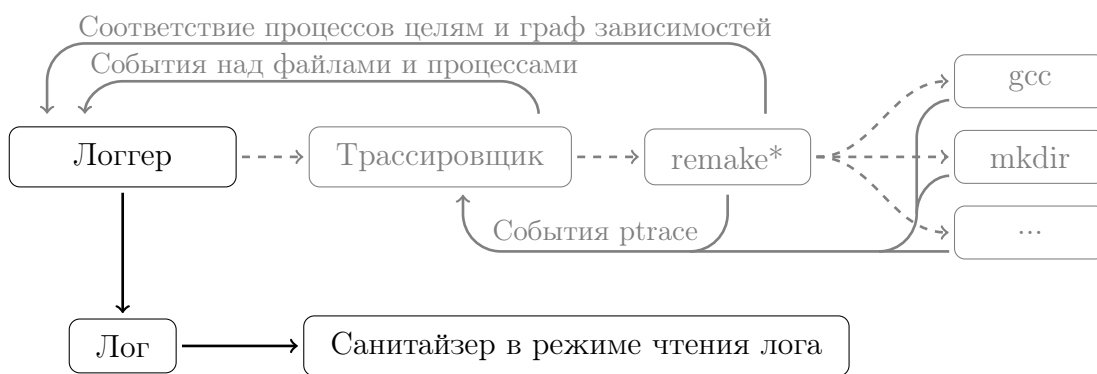 Соответствие процессов целям и граф зависимостей
События над файлами и процессами
gcc
Логгер
Трассировщик
remake*
mkdir
События ptrace
...
Лог
Санитайзер в режиме чтения лога